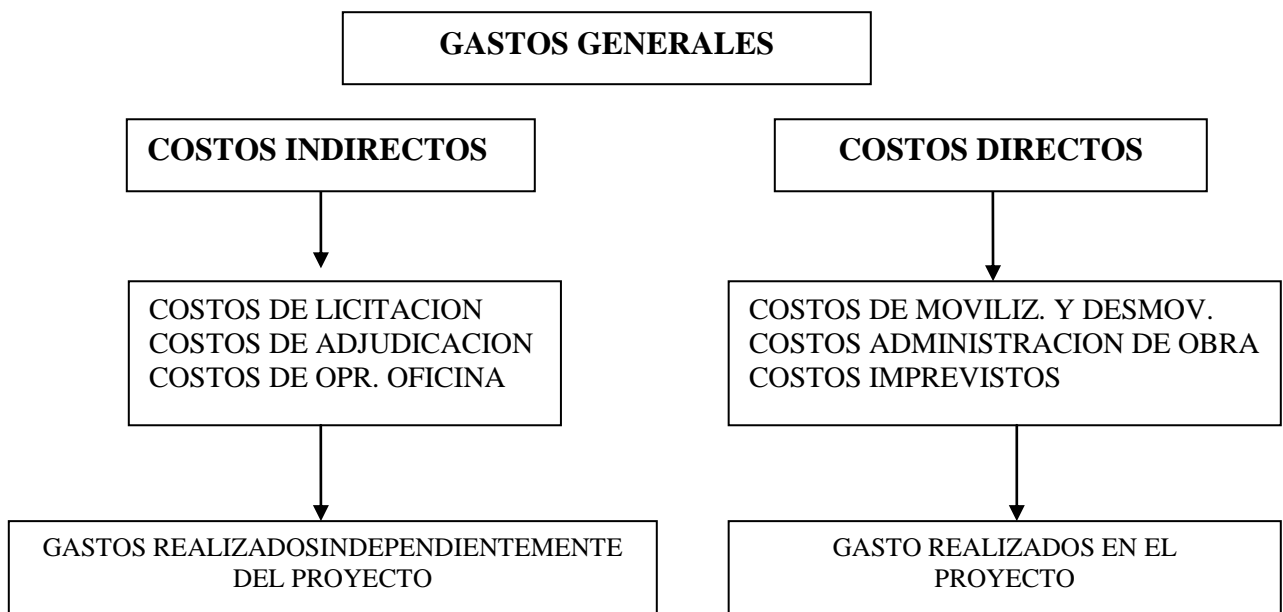 GASTOS GENERALES
COSTOS INDIRECTOS
COSTOS DIRECTOS
COSTOS DE LICITACION
COSTOS DE ADJUDICACION
COSTOS DE OPR. OFICINA
COSTOS DE MOVILIZ. Y DESMOV.
COSTOS ADMINISTRACION DE OBRA
COSTOS IMPREVISTOS
GASTOS REALIZADOSINDEPENDIENTEMENTE
DEL PROYECTO
GASTO REALIZADOS EN EL
PROYECTO